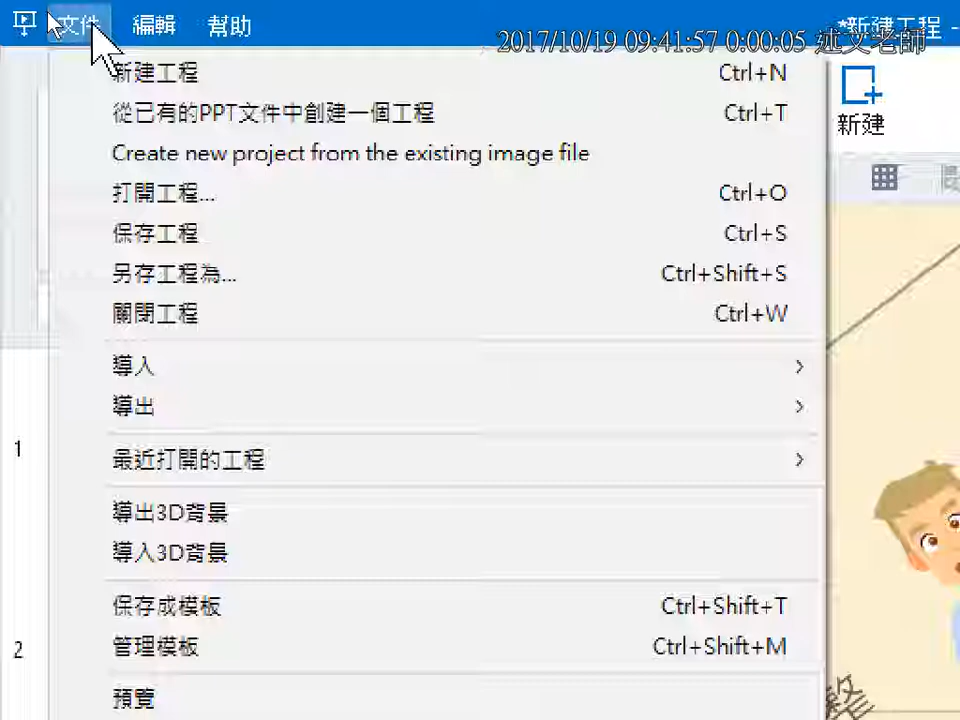 文件 編輯 幫助 *新建工程 -
2017/10/19 09:41:57 0:00:05 述文老師
新建工程 Ctrl+N
從已有的PPT文件中創建一個工程 Ctrl+T
Create new project from the existing image file
打開工程... Ctrl+O
保存工程 Ctrl+S
另存工程為... Ctrl+Shift+S
關閉工程 Ctrl+W
導入 >
導出 >
最近打開的工程 >
導出3D背景
導入3D背景
保存成模板 Ctrl+Shift+T
管理模板 Ctrl+Shift+M
預覽
新建
1
2